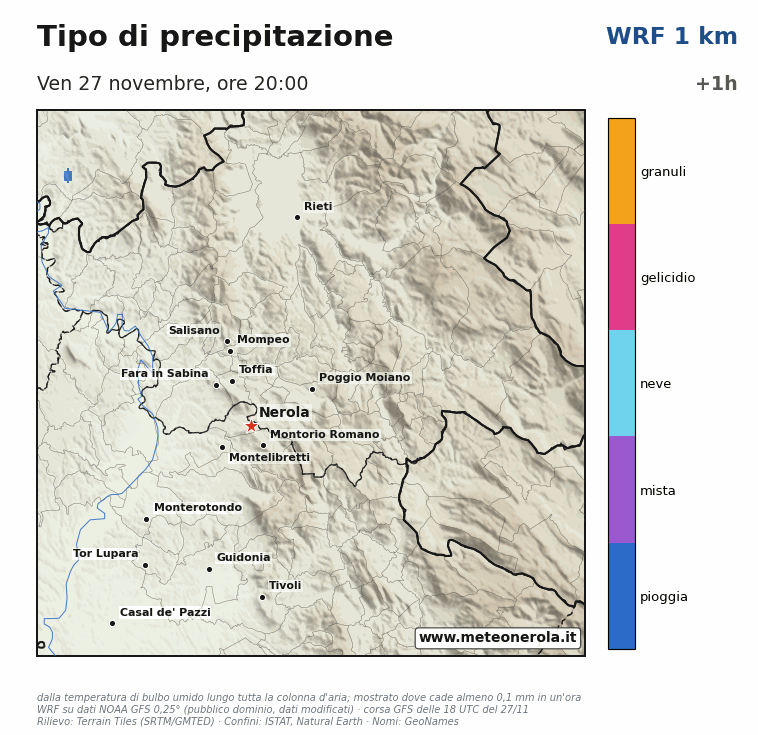 Tipo di precipitazione
WRF 1 km
Ven 27 novembre, ore 20:00
+1h
granuli
gelicidio
neve
mista
pioggia
Rieti
Salisano
Mompeo
Fara in Sabina
Toffia
Poggio Moiano
Nerola
Montorio Romano
Montelibretti
Monterotondo
Tor Lupara
Guidonia
Tivoli
Casal de' Pazzi
www.meteonerola.it
dalla temperatura di bulbo umido lungo tutta la colonna d'aria; mostrato dove cade almeno 0,1 mm in un'ora
WRF su dati NOAA GFS 0,25° (pubblico dominio, dati modificati) · corsa GFS delle 18 UTC del 27/11
Rilievo: Terrain Tiles (SRTM/GMTED) · Confini: ISTAT, Natural Earth · Nomi: GeoNames